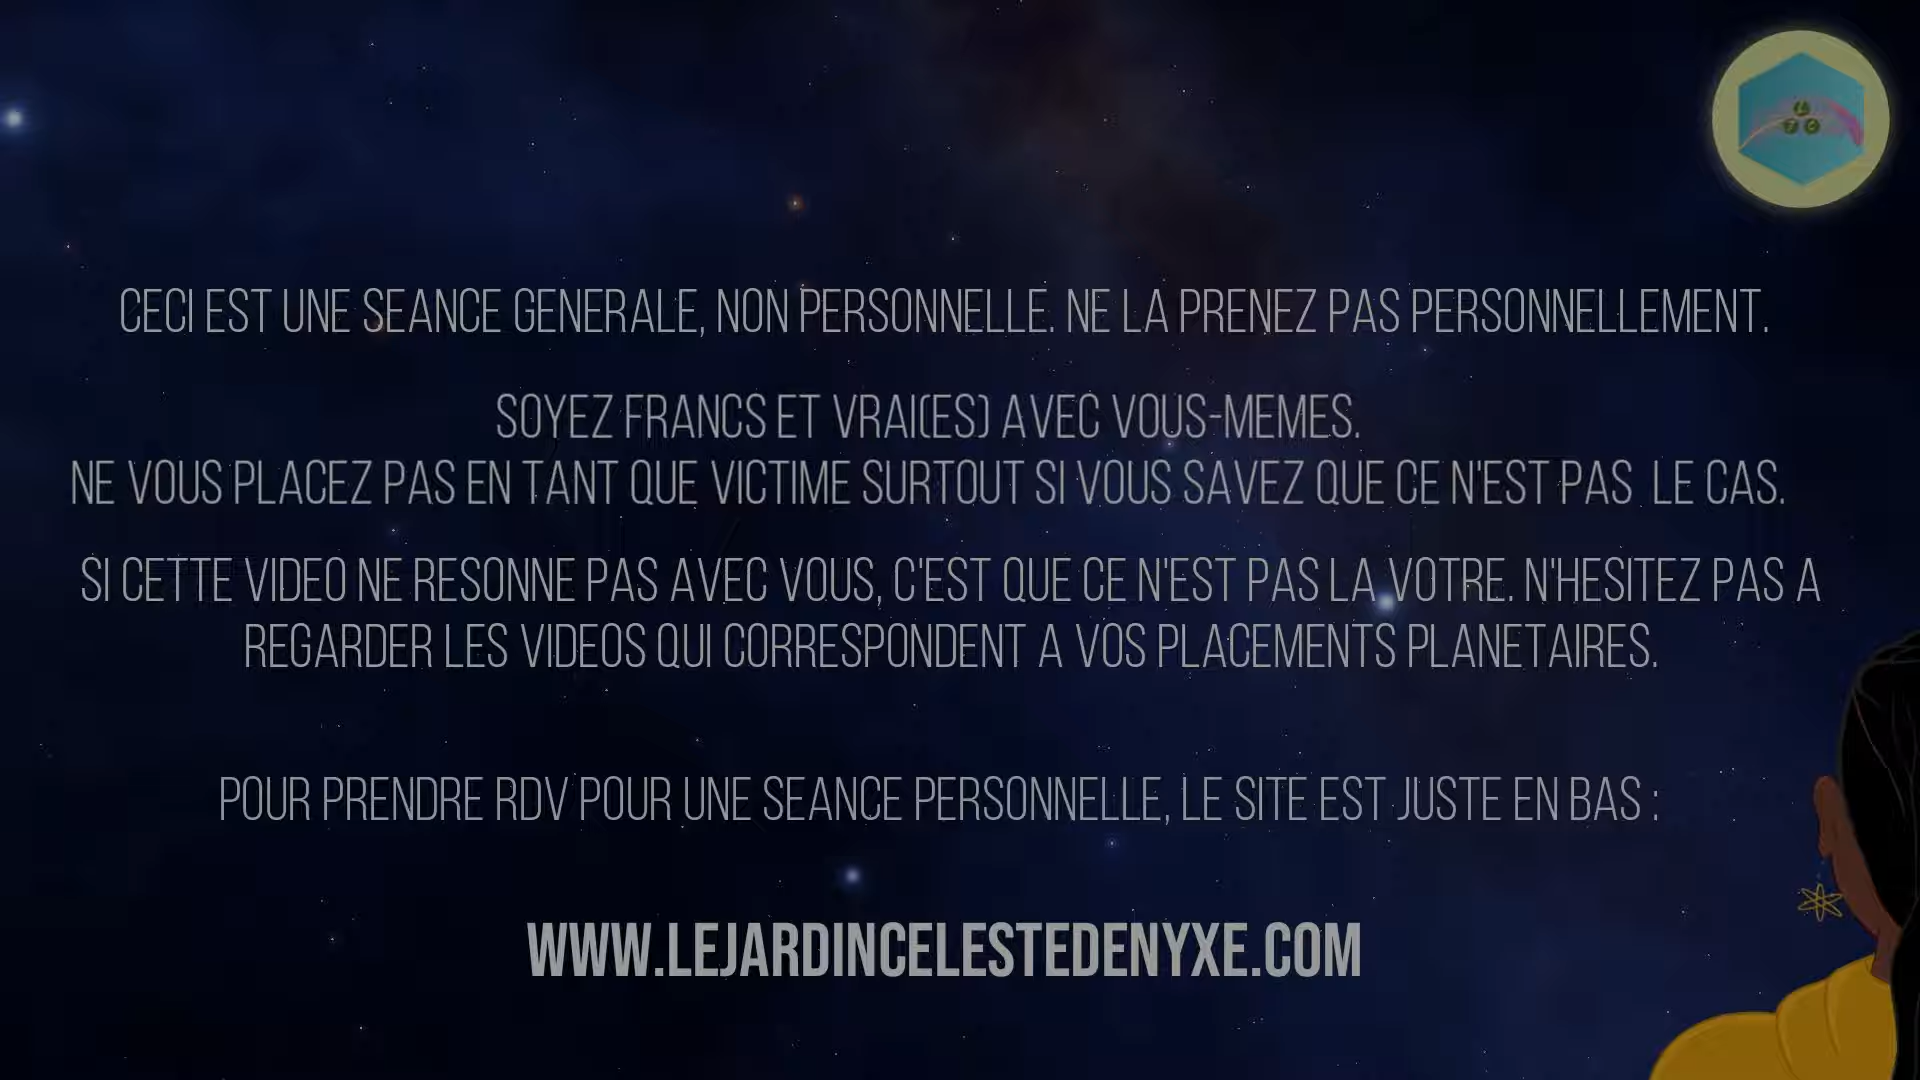 CECI EST UNE SEANCE GENERALE, NON PERSONNELLE. NE LA PRENEZ PAS PERSONNELLEMENT.
SOYEZ FRANCS ET VRAI(ES) AVEC VOUS-MEMES.
NE VOUS PLACEZ PAS EN TANT QUE VICTIME SURTOUT SI VOUS SAVEZ QUE CE N'EST PAS LE CAS.
SI CETTE VIDEO NE RESONNE PAS AVEC VOUS, C'EST QUE CE N'EST PAS LA VOTRE. N'HESITEZ PAS A
REGARDER LES VIDEOS QUI CORRESPONDENT A VOS PLACEMENTS PLANETAIRES.
POUR PRENDRE RDV POUR UNE SEANCE PERSONNELLE, LE SITE EST JUSTE EN BAS :
WWW.LEJARDINCELESTEDENYXE.COM